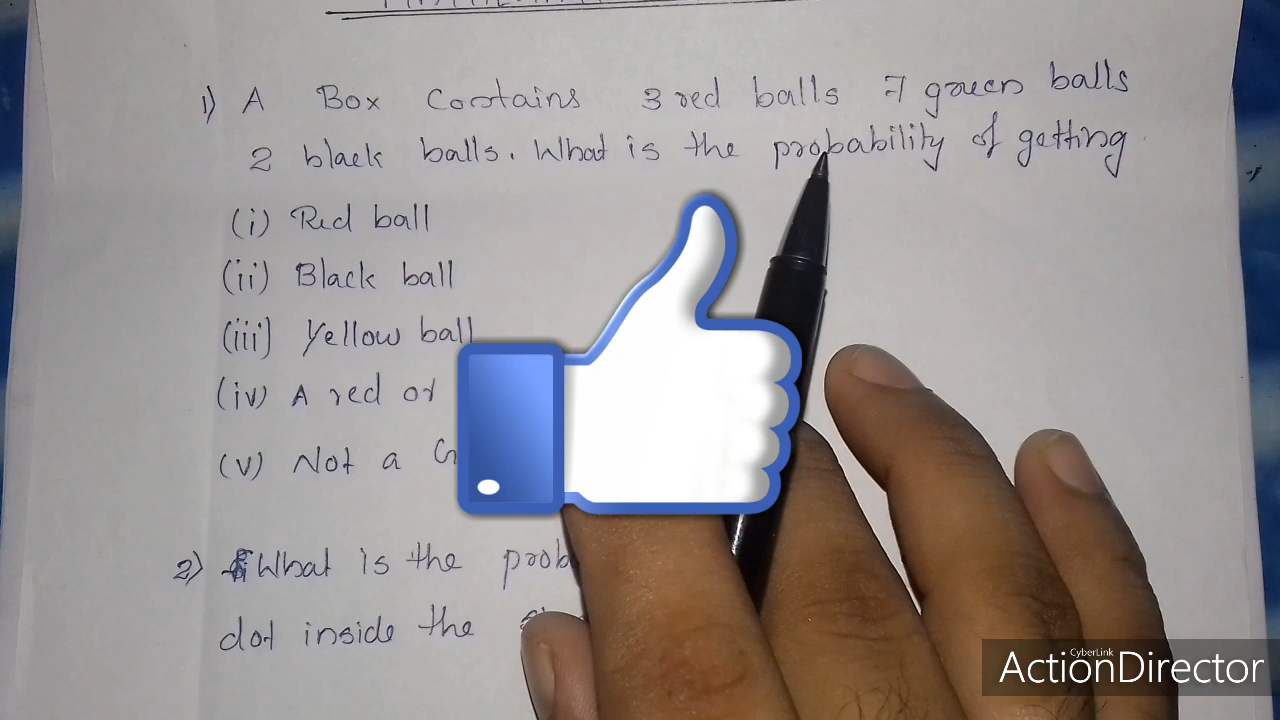 1) A Box Contains 3 red balls 7 green balls
2 black balls. What is the probability of getting
(i) Red ball
(ii) Black ball
(iii) Yellow ball
(iv) A red or
(v) Not a
2) What is the
dot inside the
CyberLink
ActionDirector